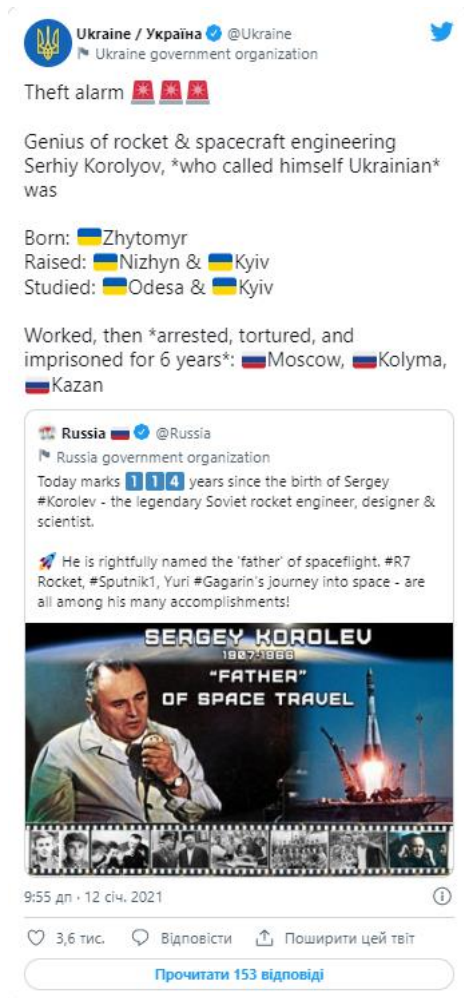 Ukraine / Україна @Ukraine
Ukraine government organization
Theft alarm 🚨🚨🚨
Genius of rocket & spacecraft engineering
Serhiy Korolyov, *who called himself Ukrainian*
was
Born: 🇺🇦Zhytomyr
Raised: 🇺🇦Nizhyn & 🇺🇦Kyiv
Studied: 🇺🇦Odesa & 🇺🇦Kyiv
Worked, then *arrested, tortured, and
imprisoned for 6 years*: 🇷🇺Moscow, 🇷🇺Kolyma,
🇷🇺Kazan
Russia 🇷🇺 @Russia
Russia government organization
Today marks 1️⃣1️⃣4️⃣ years since the birth of Sergey
#Korolev - the legendary Soviet rocket engineer, designer &
scientist.
🚀 He is rightfully named the 'father' of spaceflight. #R7
Rocket, #Sputnik1, Yuri #Gagarin's journey into space - are
all among his many accomplishments!
SERGEY KOROLEV
1907-1966
"FATHER"
OF SPACE TRAVEL
9:55 дп · 12 січ. 2021
3,6 тис. Відповісти Поширити цей твіт
Прочитати 153 відповіді